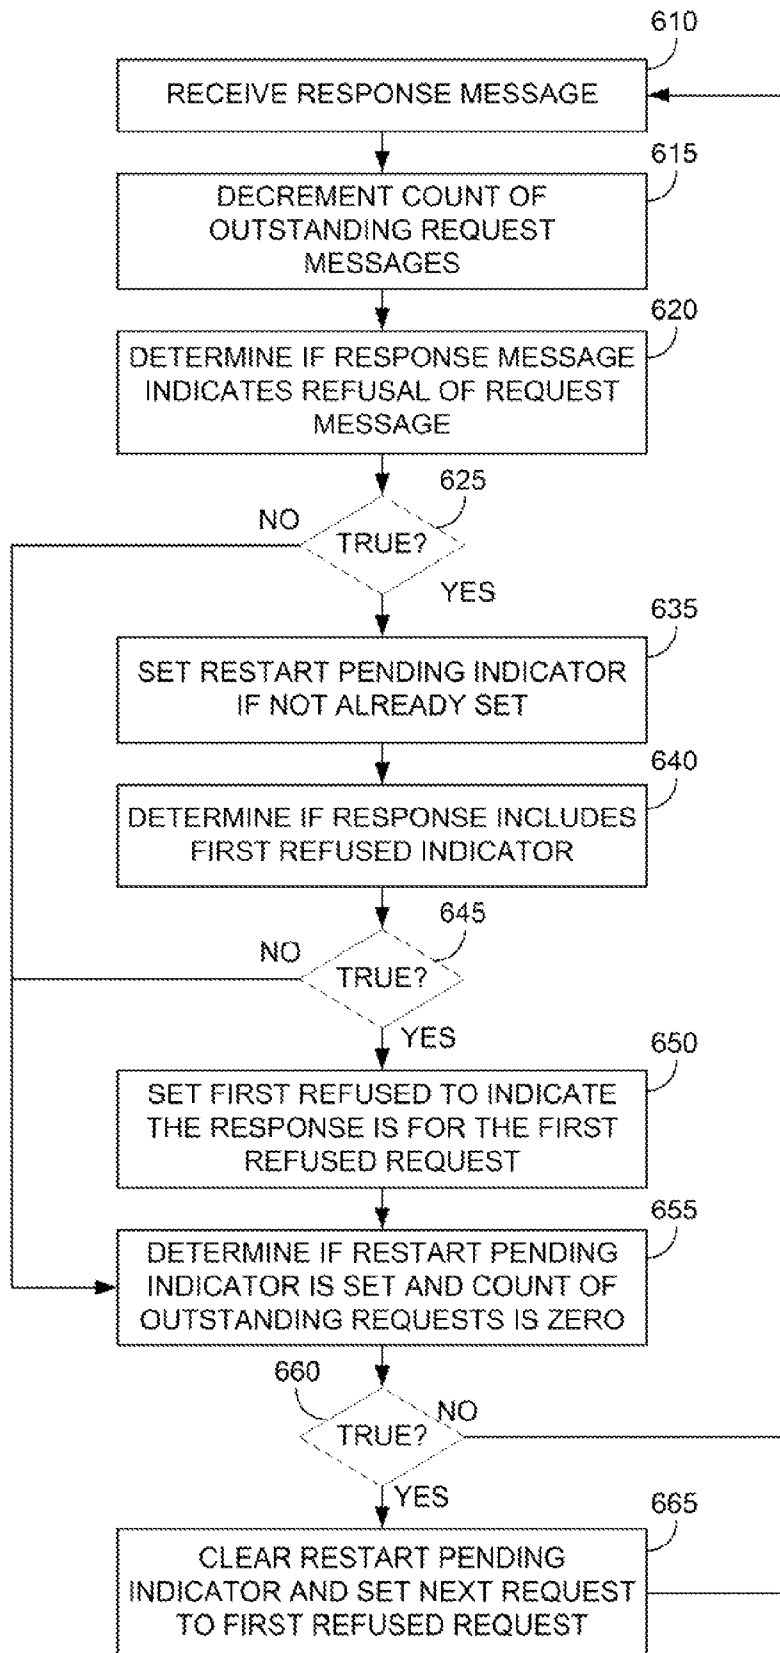 610
RECEIVE RESPONSE MESSAGE
615
DECREMENT COUNT OF
OUTSTANDING REQUEST
MESSAGES
620
DETERMINE IF RESPONSE MESSAGE
INDICATES REFUSAL OF REQUEST
MESSAGE
625
NO
TRUE?
YES
635
SET RESTART PENDING INDICATOR
IF NOT ALREADY SET
640
DETERMINE IF RESPONSE INCLUDES
FIRST REFUSED INDICATOR
645
NO
TRUE?
YES
650
SET FIRST REFUSED TO INDICATE
THE RESPONSE IS FOR THE FIRST
REFUSED REQUEST
655
DETERMINE IF RESTART PENDING
INDICATOR IS SET AND COUNT OF
OUTSTANDING REQUESTS IS ZERO
660
NO
TRUE?
YES
665
CLEAR RESTART PENDING
INDICATOR AND SET NEXT REQUEST
TO FIRST REFUSED REQUEST